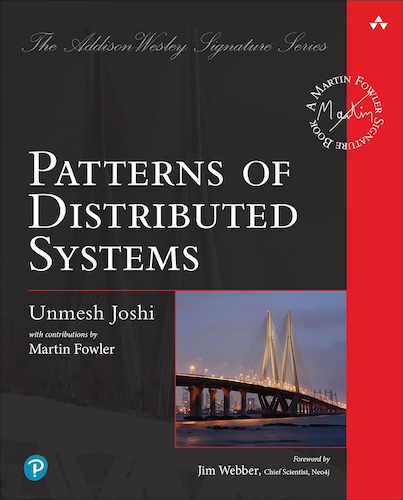 The Addison Wesley Signature Series
A MARTIN FOWLER SIGNATURE BOOK
Martin
PATTERNS OF
DISTRIBUTED
SYSTEMS
Unmesh Joshi
with contributions by
Martin Fowler
Foreword by
Jim Webber, Chief Scientist, Neo4j
P